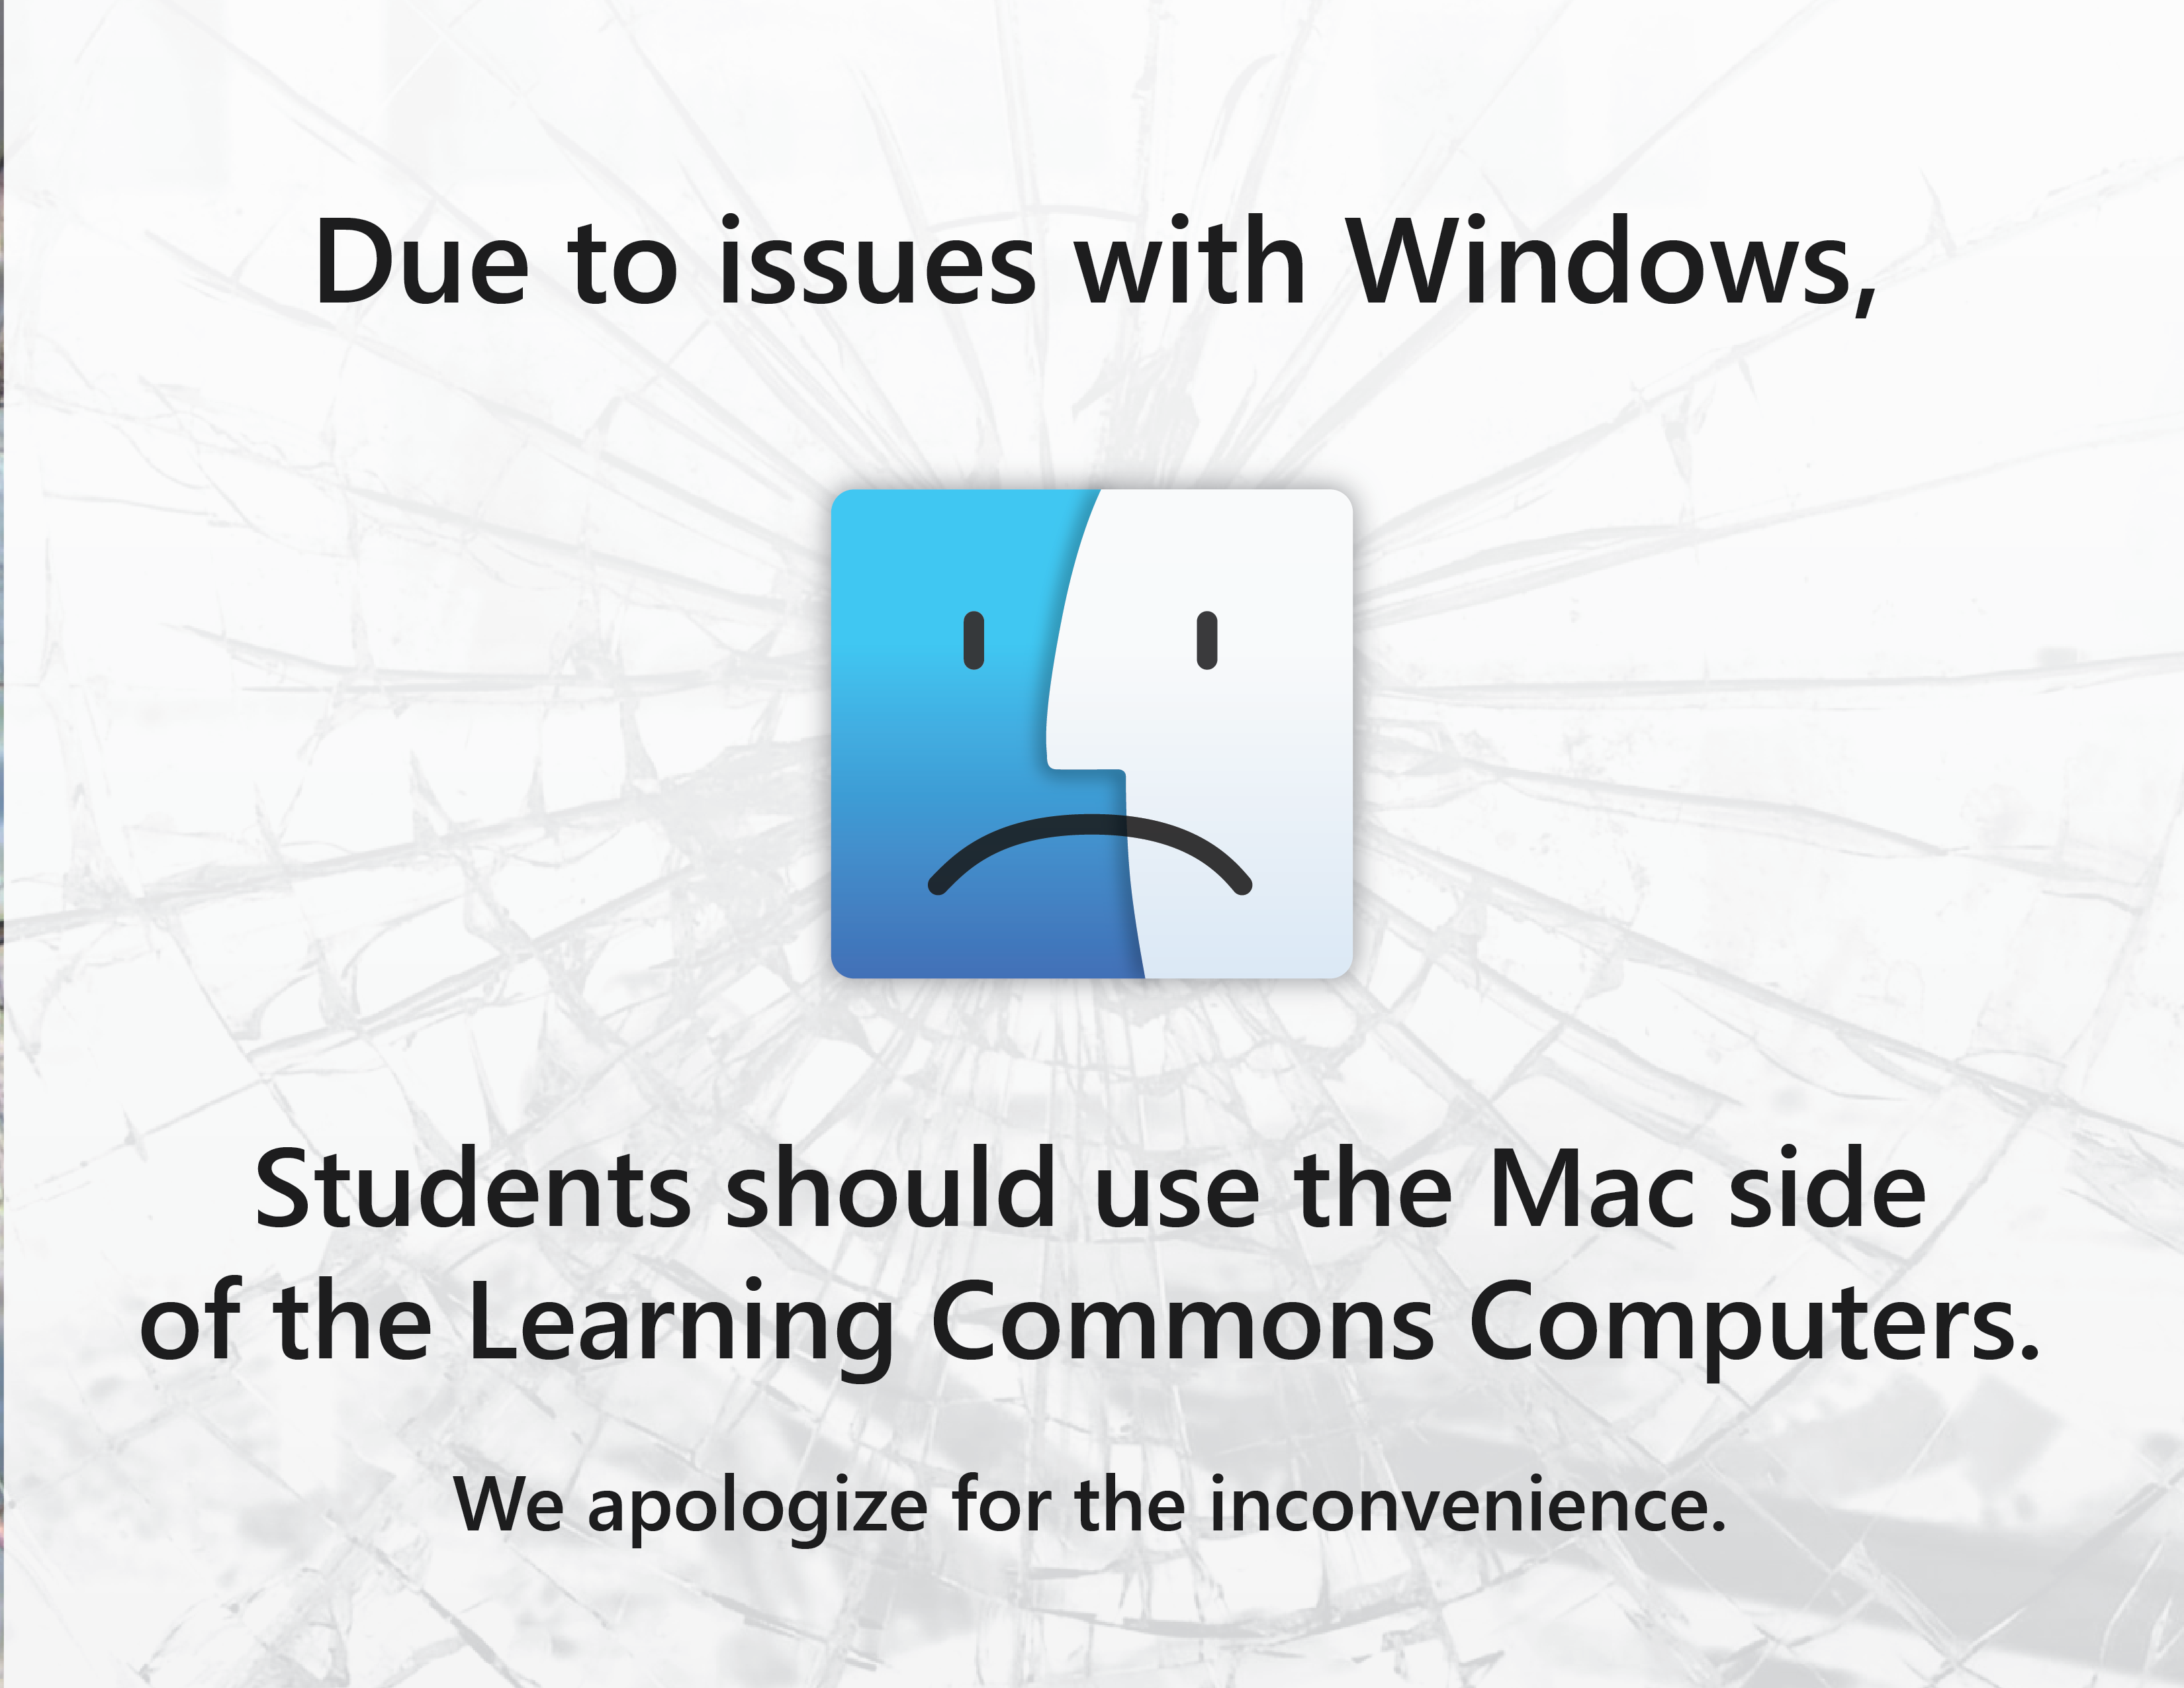 Due to issues with Windows,
Students should use the Mac side
of the Learning Commons Computers.
We apologize for the inconvenience.